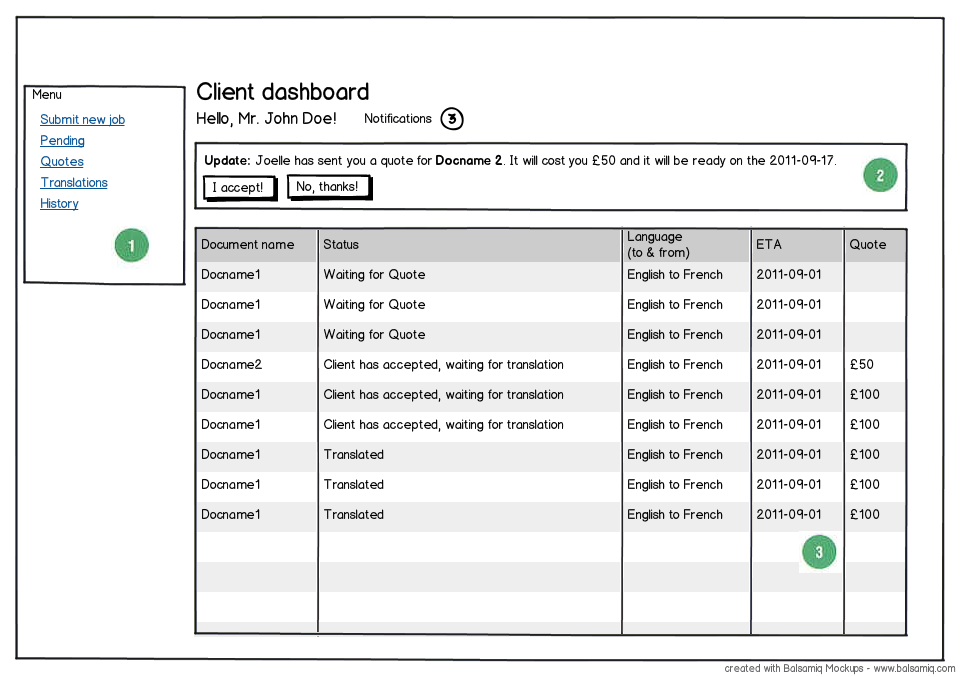 Client dashboard
Hello, Mr. John Doe! Notifications 3
Menu
Submit new job
Pending
Quotes
Translations
History
1
Update: Joelle has sent you a quote for Docname 2. It will cost you £50 and it will be ready on the 2011-09-17.
I accept! No, thanks!
2
Document name Status Language (to & from) ETA Quote
Docname1 Waiting for Quote English to French 2011-09-01
Docname1 Waiting for Quote English to French 2011-09-01
Docname1 Waiting for Quote English to French 2011-09-01
Docname2 Client has accepted, waiting for translation English to French 2011-09-01 £50
Docname1 Client has accepted, waiting for translation English to French 2011-09-01 £100
Docname1 Client has accepted, waiting for translation English to French 2011-09-01 £100
Docname1 Translated English to French 2011-09-01 £100
Docname1 Translated English to French 2011-09-01 £100
Docname1 Translated English to French 2011-09-01 £100
3
created with Balsamiq Mockups - www.balsamiq.com